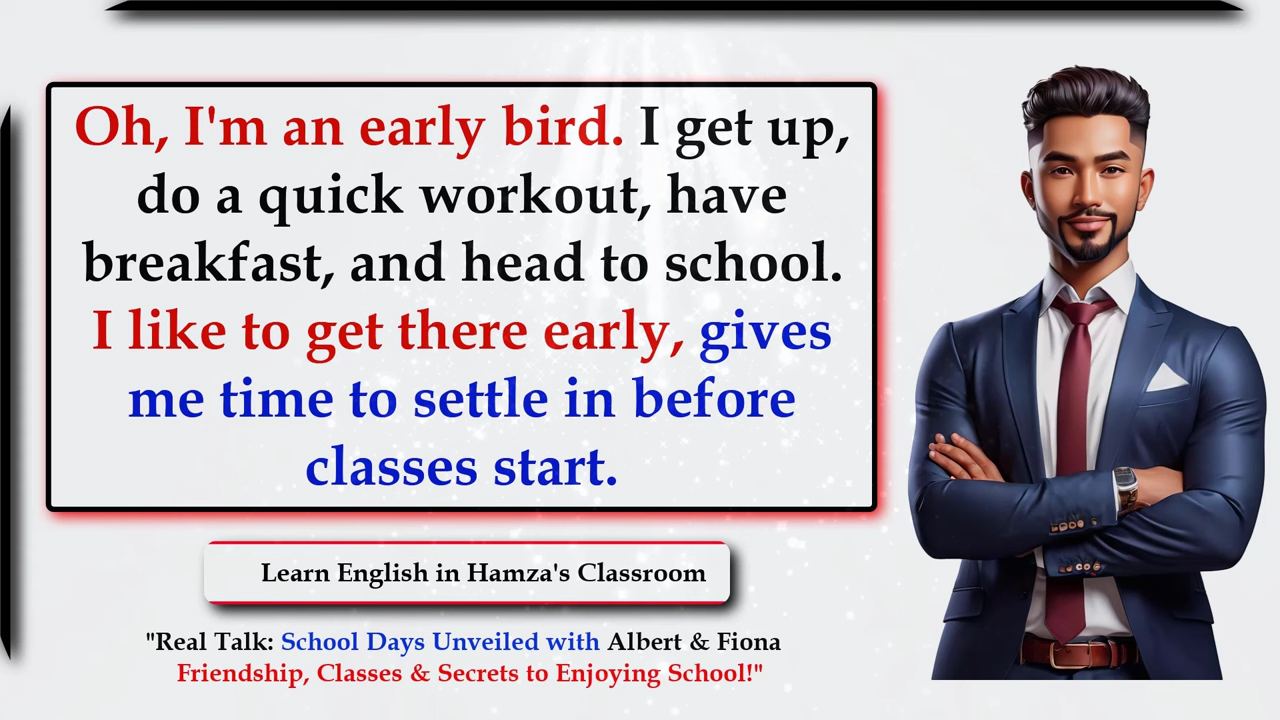 Oh, I'm an early bird. I get up,
do a quick workout, have
breakfast, and head to school.
I like to get there early, gives
me time to settle in before
classes start.
Learn English in Hamza's Classroom
"Real Talk: School Days Unveiled with Albert & Fiona
Friendship, Classes & Secrets to Enjoying School!"